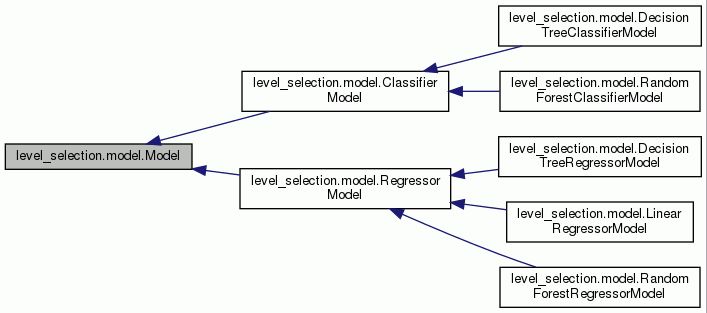 level_selection.model.Decision
TreeClassifierModel
level_selection.model.Classifier
Model
level_selection.model.Random
ForestClassifierModel
level_selection.model.Model
level_selection.model.Decision
TreeRegressorModel
level_selection.model.Regressor
Model
level_selection.model.Linear
RegressorModel
level_selection.model.Random
ForestRegressorModel